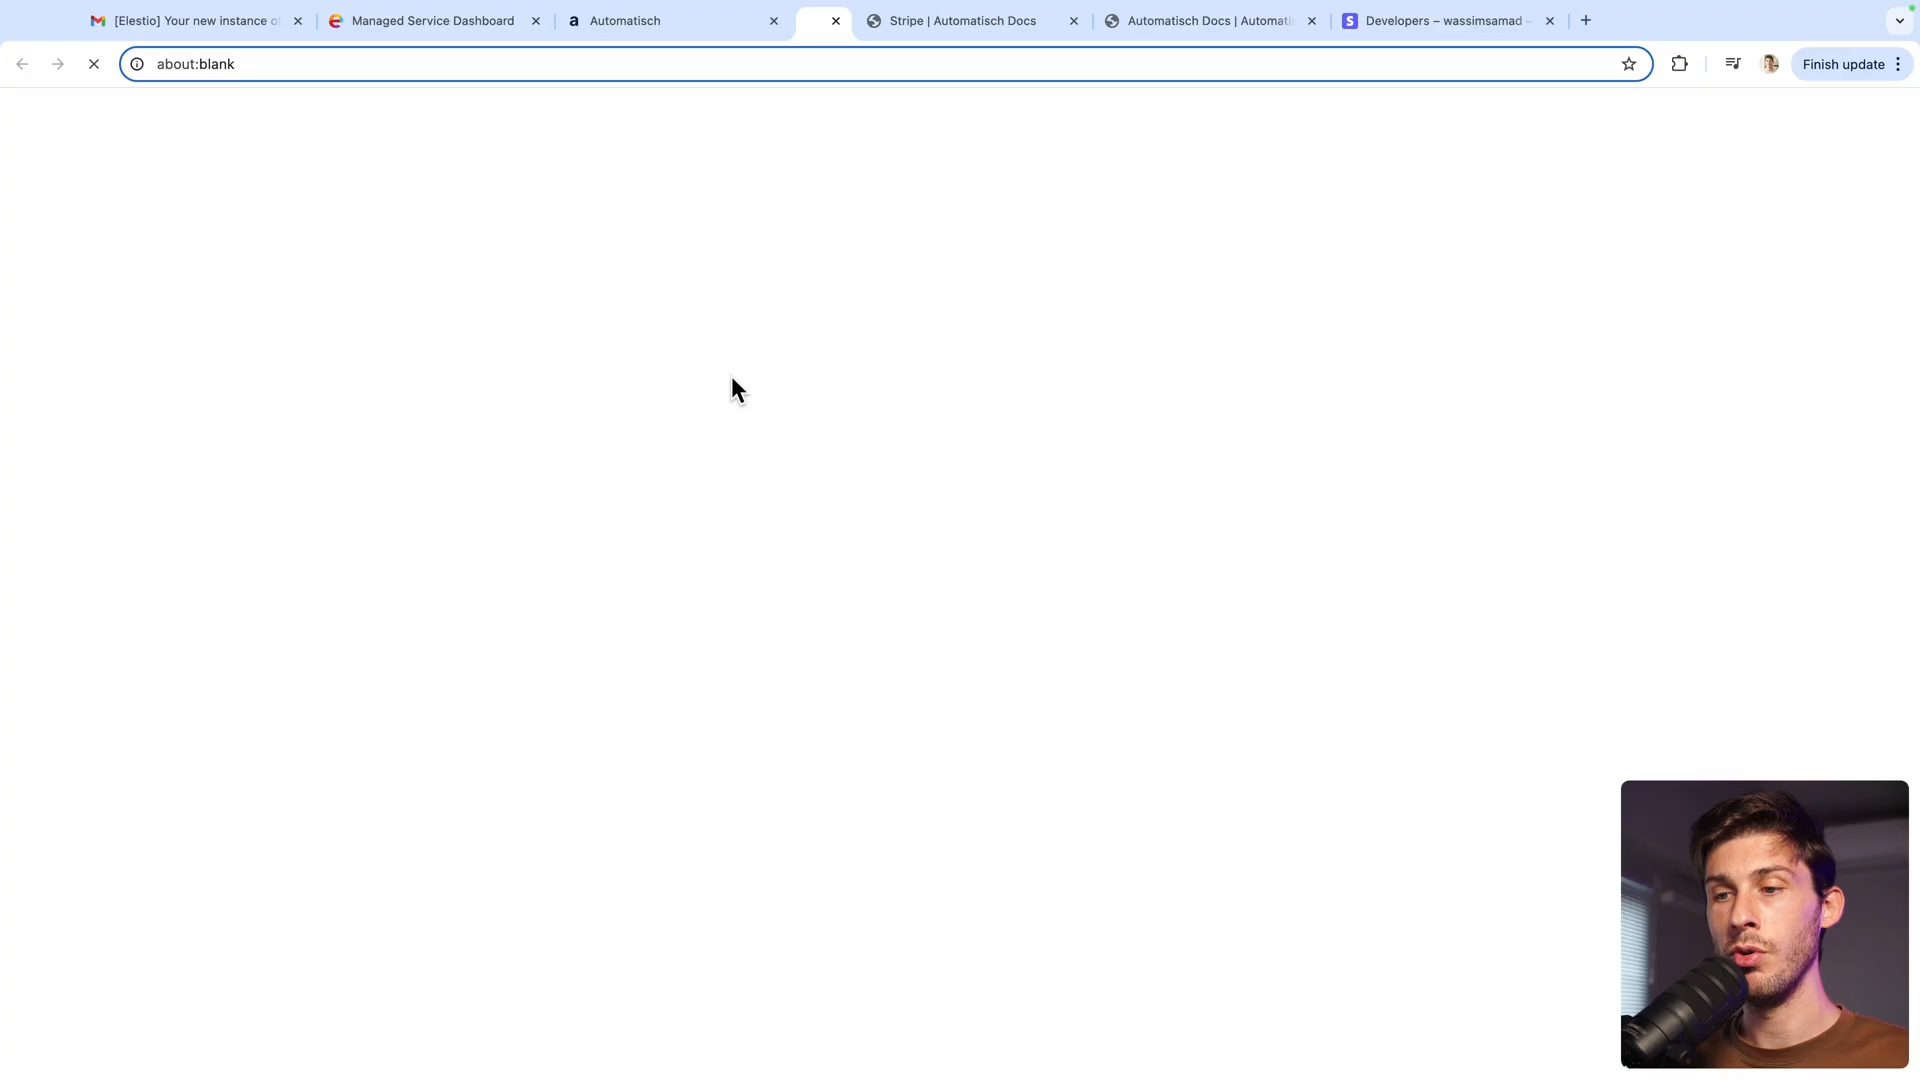 [Elestio] Your new instance o
Managed Service Dashboard
a Automatisch
Stripe | Automatisch Docs
Automatisch Docs | Automati
S Developers – wassimsamad -
about:blank
Finish update